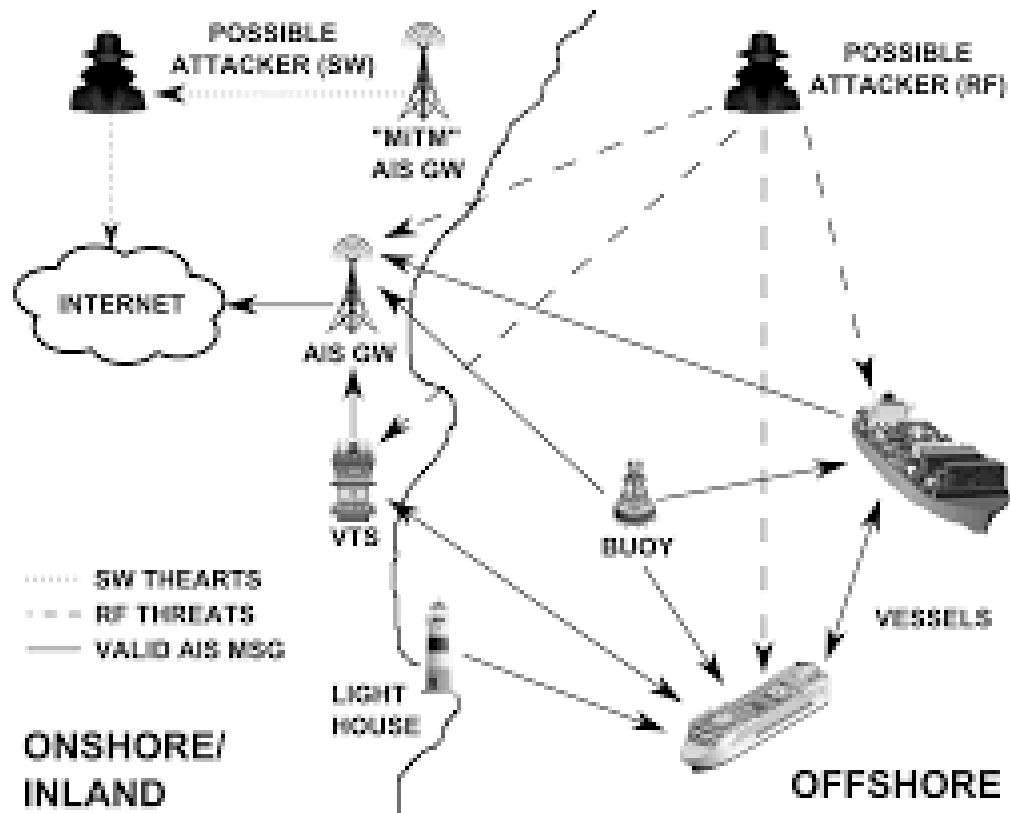 POSSIBLE
ATTACKER (SW)
"MITM"
AIS GW
POSSIBLE
ATTACKER (RF)
INTERNET
AIS GW
VTS
BUOY
SW THEARTS
RF THREATS
VALID AIS MSG
VESSELS
LIGHT
HOUSE
ONSHORE/
INLAND
OFFSHORE